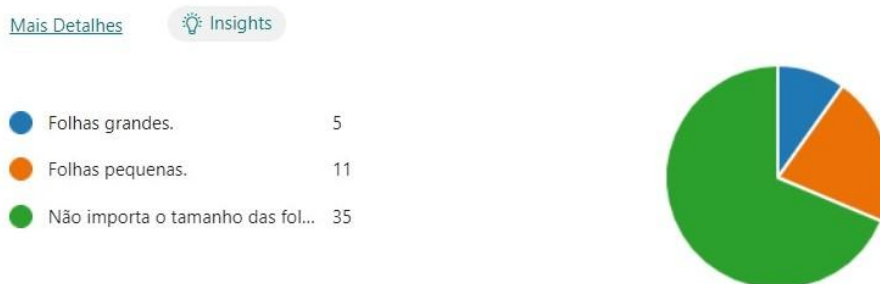 Mais Detalhes
Insights
Folhas grandes. 5
Folhas pequenas. 11
Não importa o tamanho das fol... 35